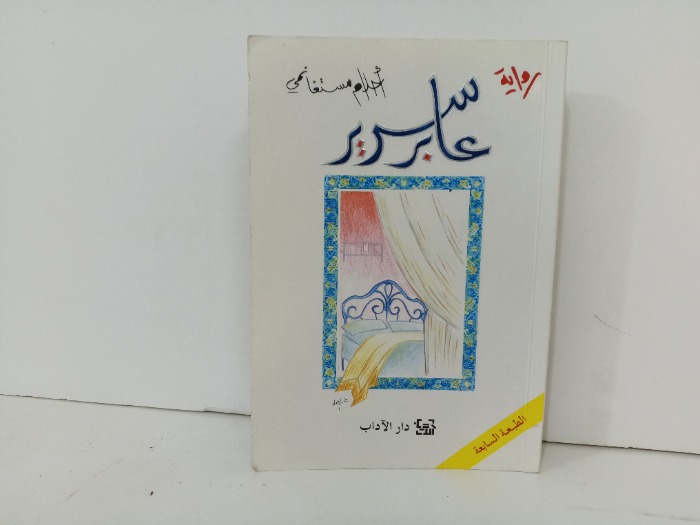 رواية
أحلام مستغانمي
عابر سرير
دار الآداب
الطبعة السابعة